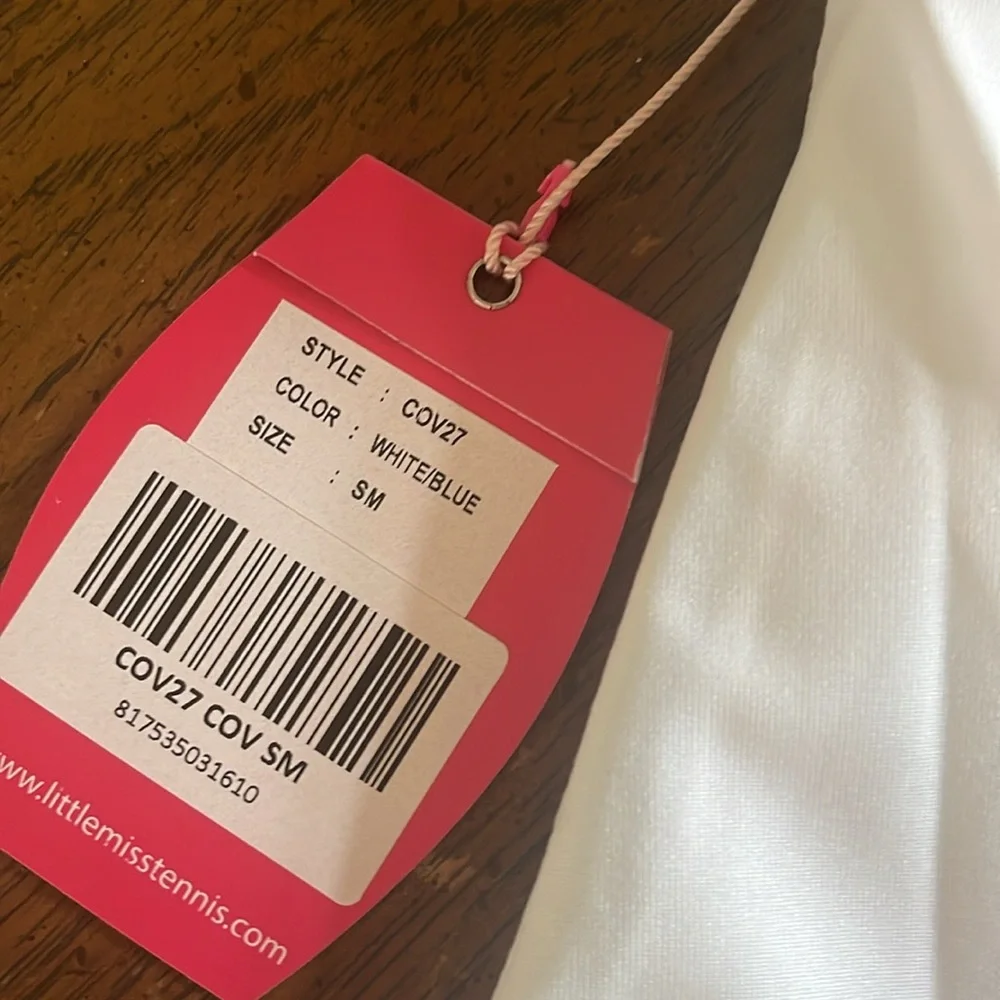 STYLE : COV27
COLOR : WHITE/BLUE
SIZE : SM
COV27 COV SM
817535031610
www.littlemisstennis.com